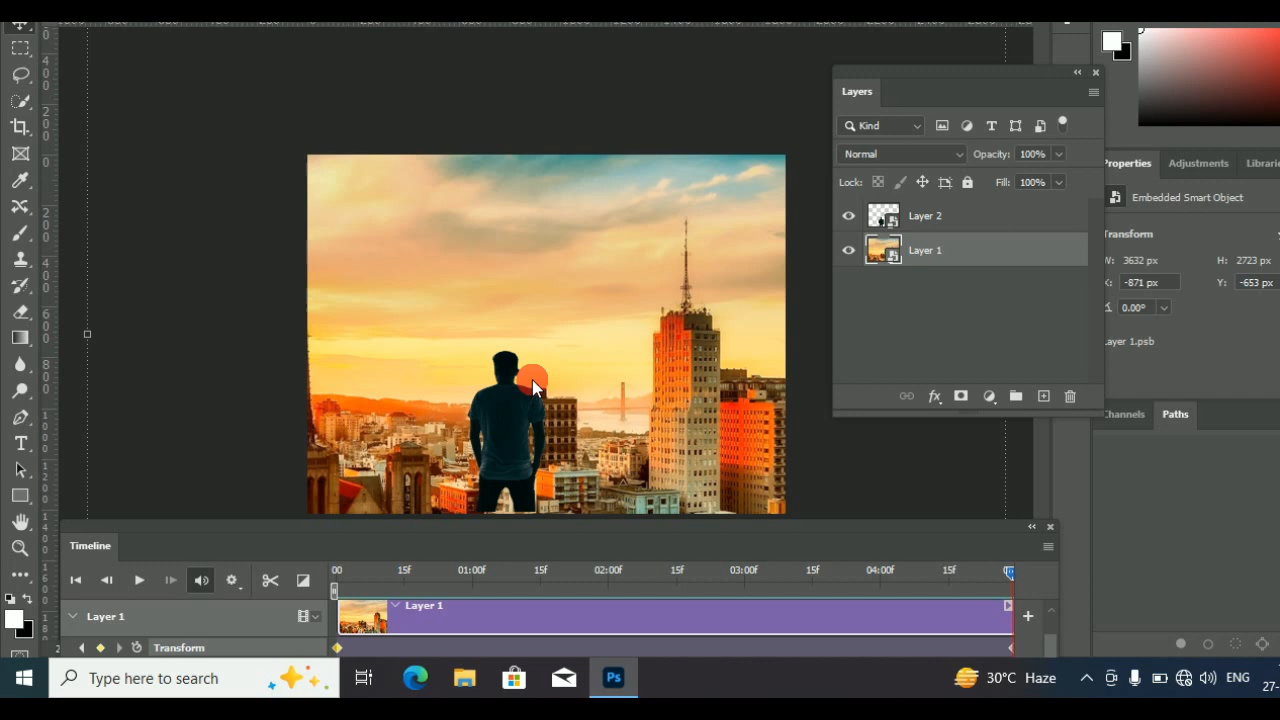 Layers
Kind
Normal
Opacity: 100%
Lock:
Fill: 100%
Layer 2
Layer 1
Properties
Adjustments
Librarie
Embedded Smart Object
Transform
W: 3632 px
H: 2723 px
X: -871 px
Y: -653 px
0.00°
Layer 1.psb
Channels
Paths
Timeline
00
15f
01:00f
15f
02:00f
15f
03:00f
15f
04:00f
15f
Layer 1
Layer 1
Transform
Type here to search
Ps
30°C Haze
ENG
27-